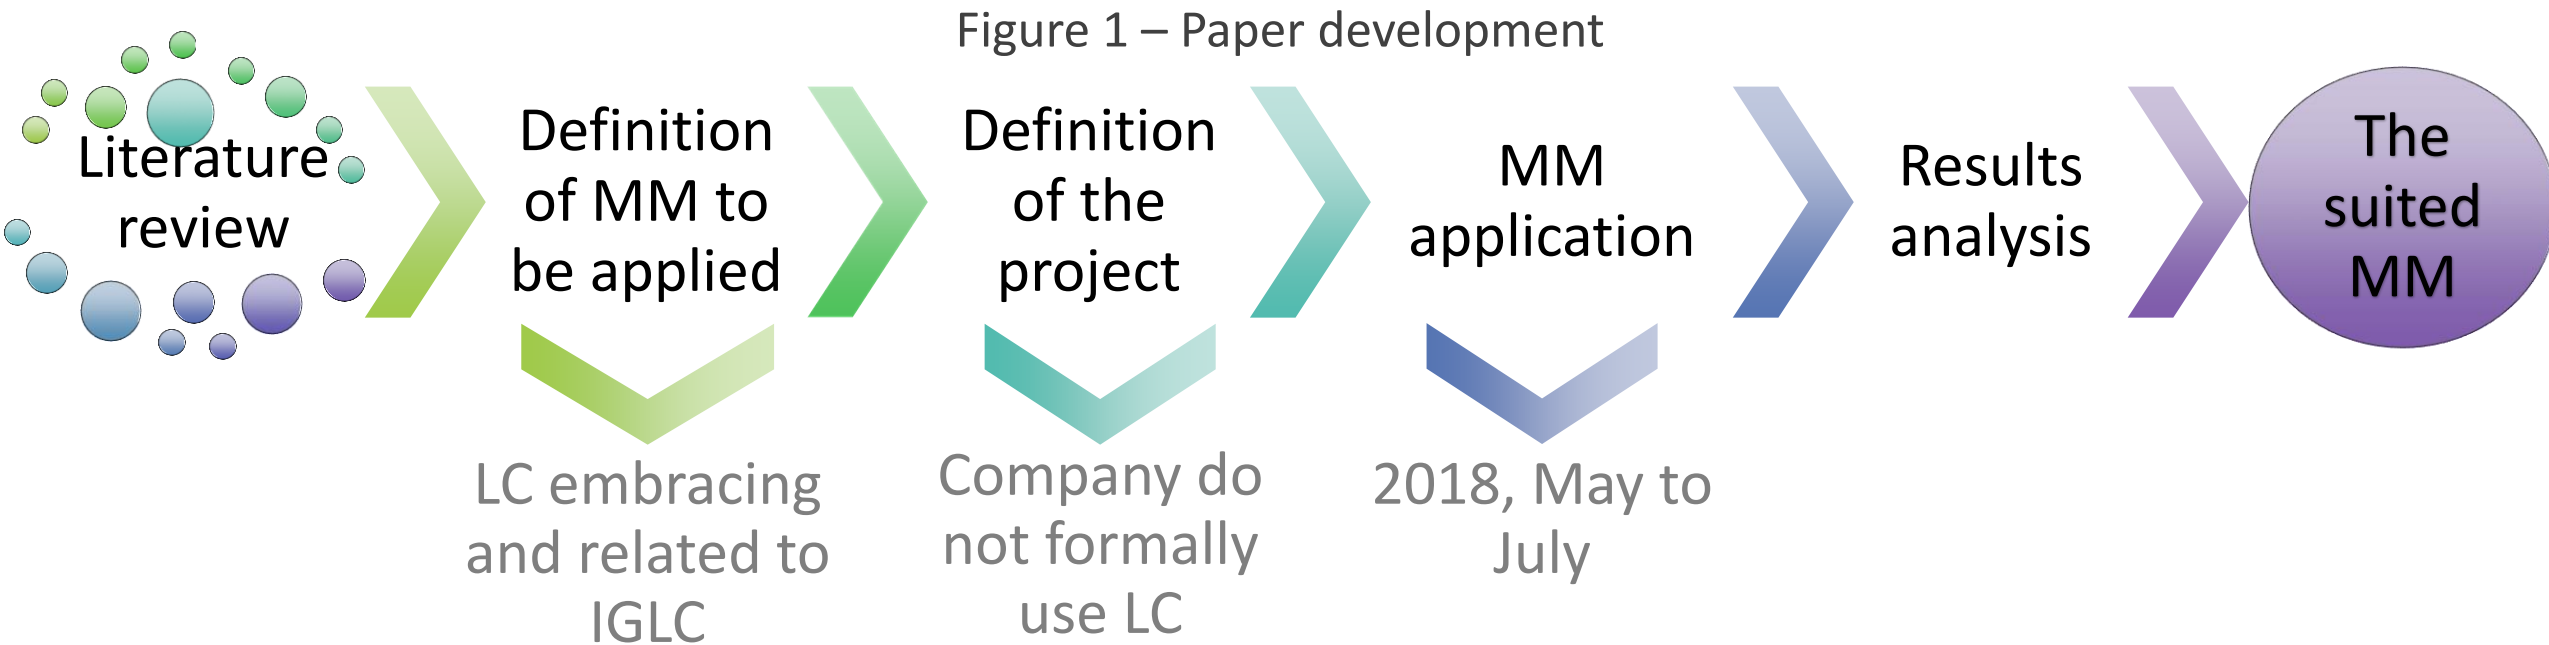 Figure 1 – Paper development
Literature
review
Definition
of MM to
be applied
Definition
of the
project
MM
application
Results
analysis
The
suited
MM
LC embracing
and related to
IGLC
Company do
not formally
use LC
2018, May to
July